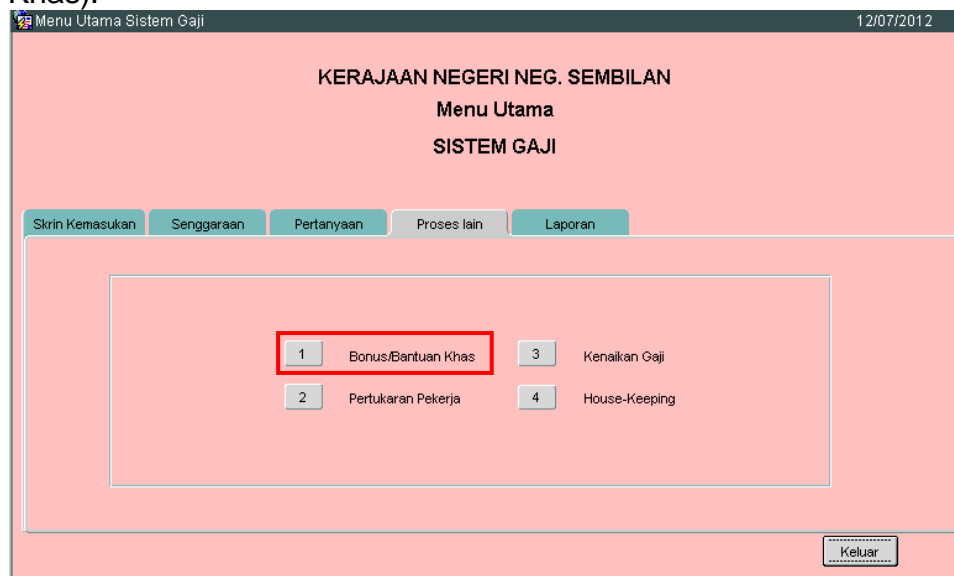 Khas).
Menu Utama Sistem Gaji 12/07/2012
KERAJAAN NEGERI NEG. SEMBILAN
Menu Utama
SISTEM GAJI
Skrin Kemasukan Senggaraan Pertanyaan Proses lain Laporan
1 Bonus/Bantuan Khas 3 Kenaikan Gaji
2 Pertukaran Pekerja 4 House-Keeping
Keluar